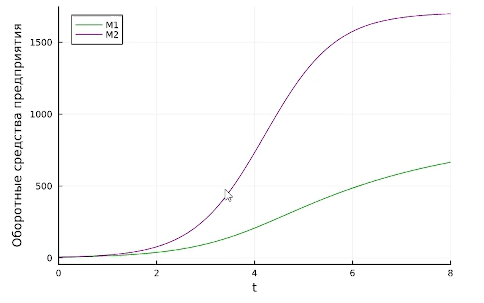 M1
M2
Оборотные средства предприятия
1500
1000
500
0
0 2 4 6 8
t